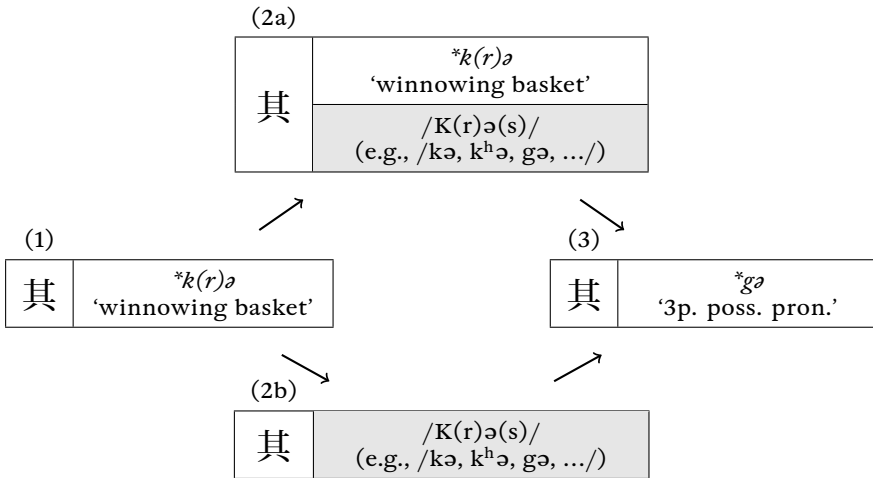 (2a)
其
*k(r)ə
‘winnowing basket’
/K(r)ə(s)/
(e.g., /kə, kʰə, gə, .../)
(1)
其
*k(r)ə
‘winnowing basket’
(3)
其
*gə
‘3p. poss. pron.’
(2b)
其
/K(r)ə(s)/
(e.g., /kə, kʰə, gə, .../)